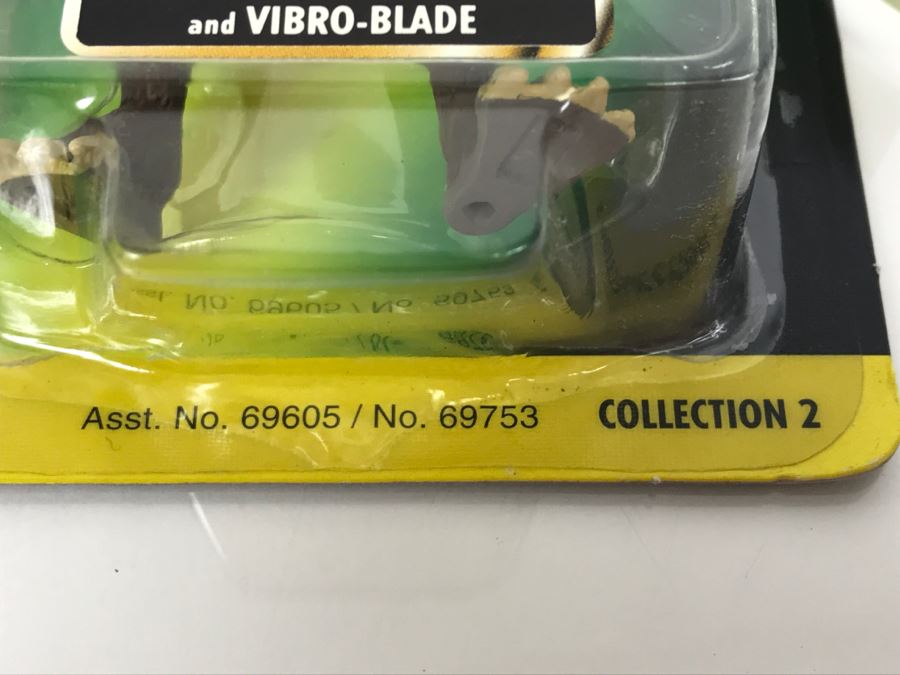 and VIBRO-BLADE
Asst. No. 69605 / No. 69753
COLLECTION 2